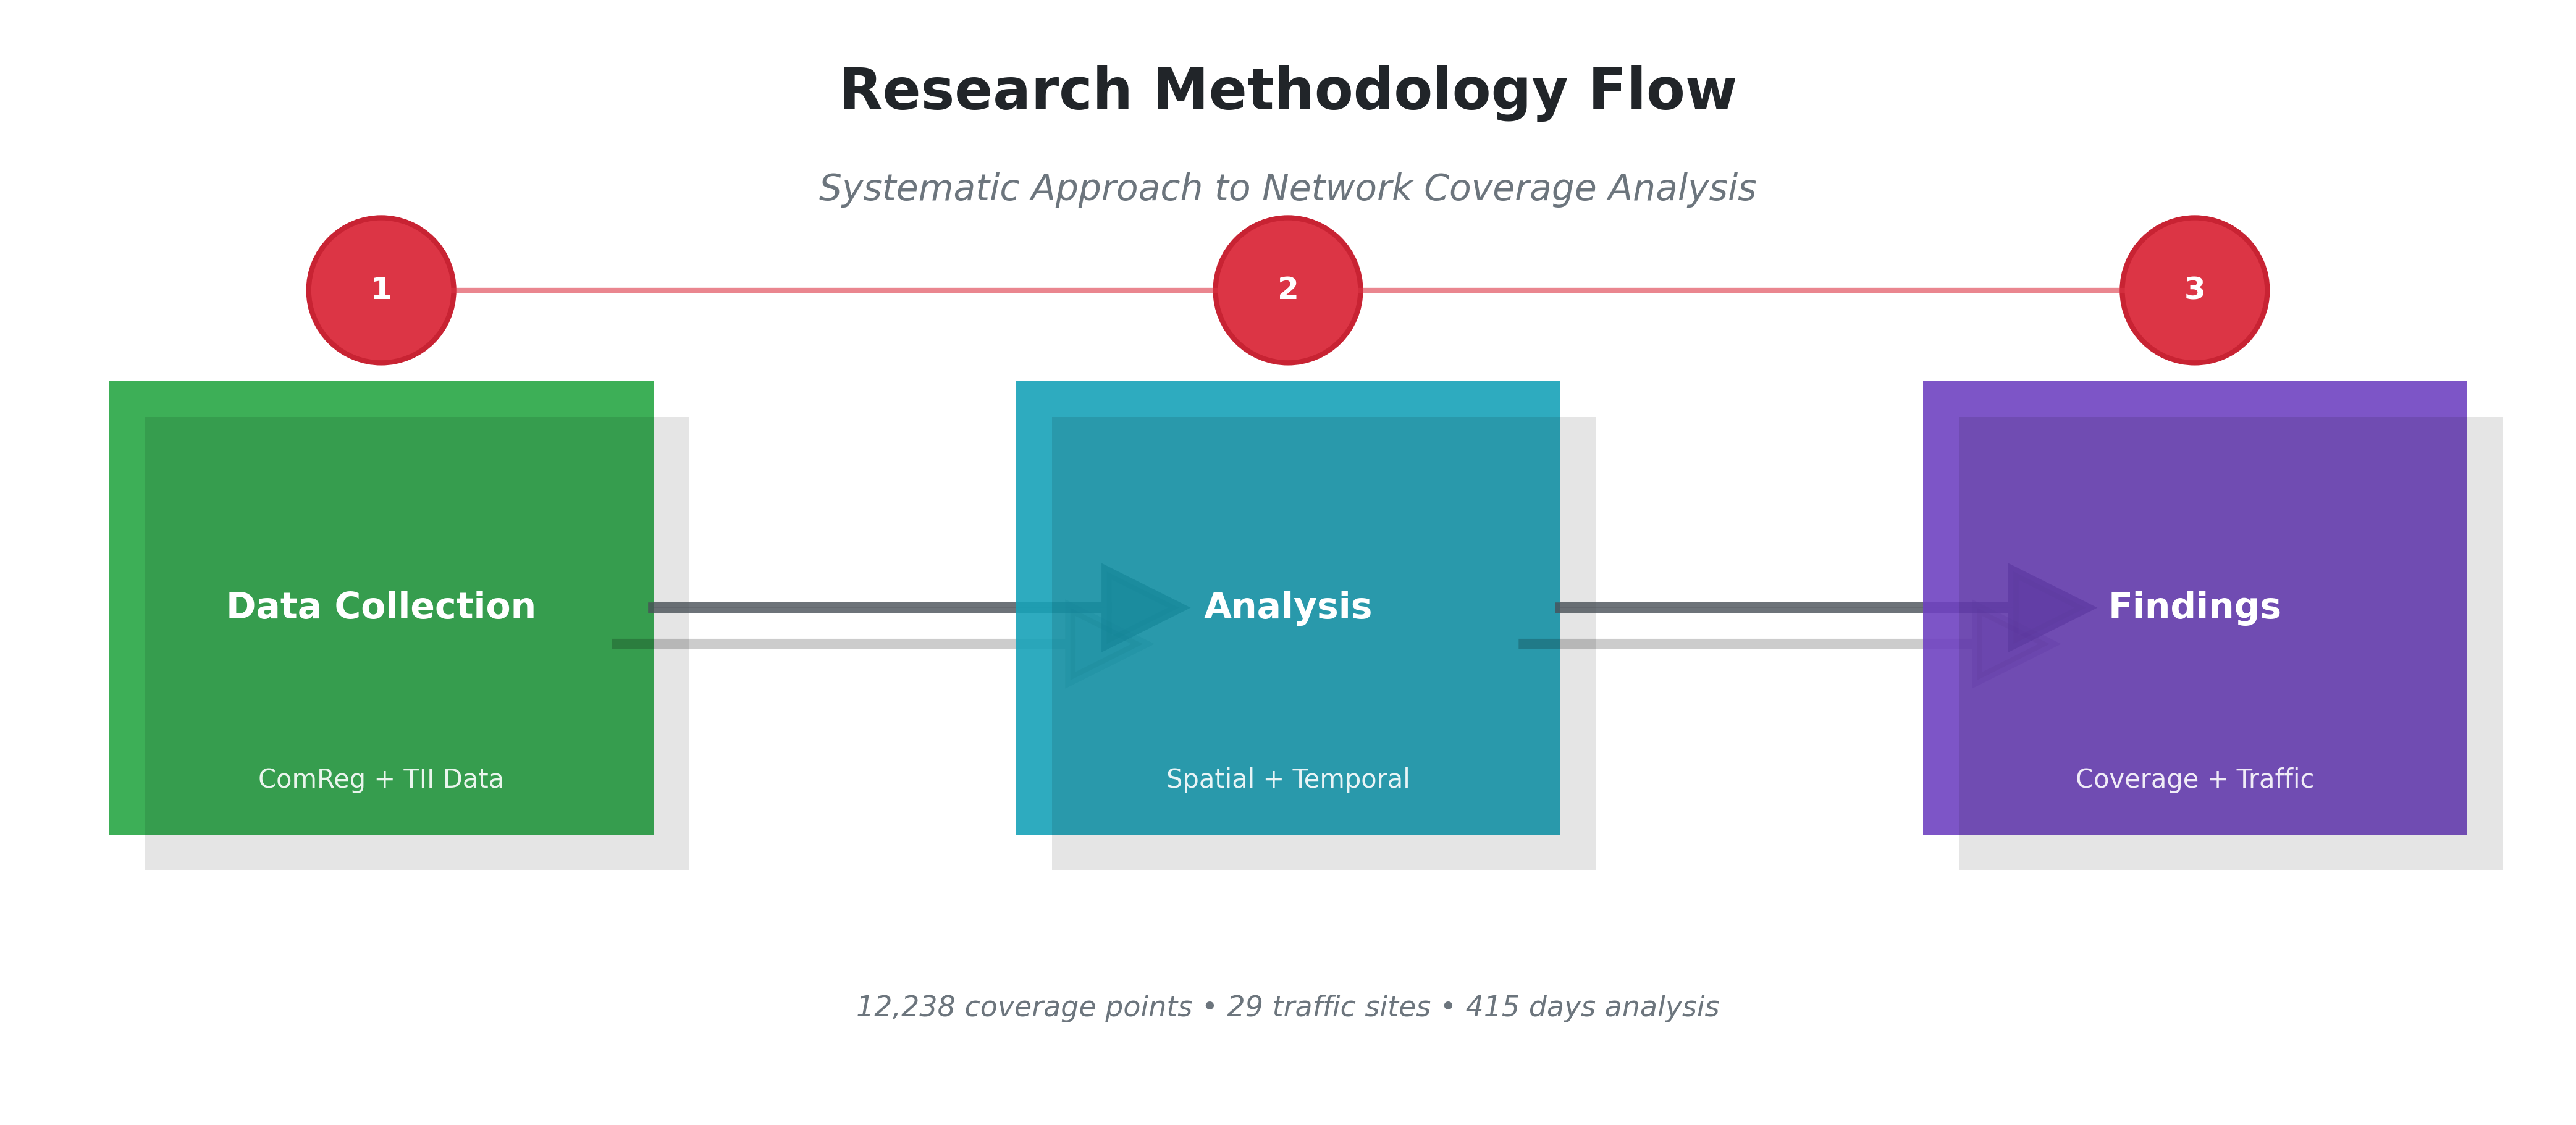 Research Methodology Flow
Systematic Approach to Network Coverage Analysis
1
2
3
Data Collection
ComReg + TII Data
Analysis
Spatial + Temporal
Findings
Coverage + Traffic
12,238 coverage points • 29 traffic sites • 415 days analysis